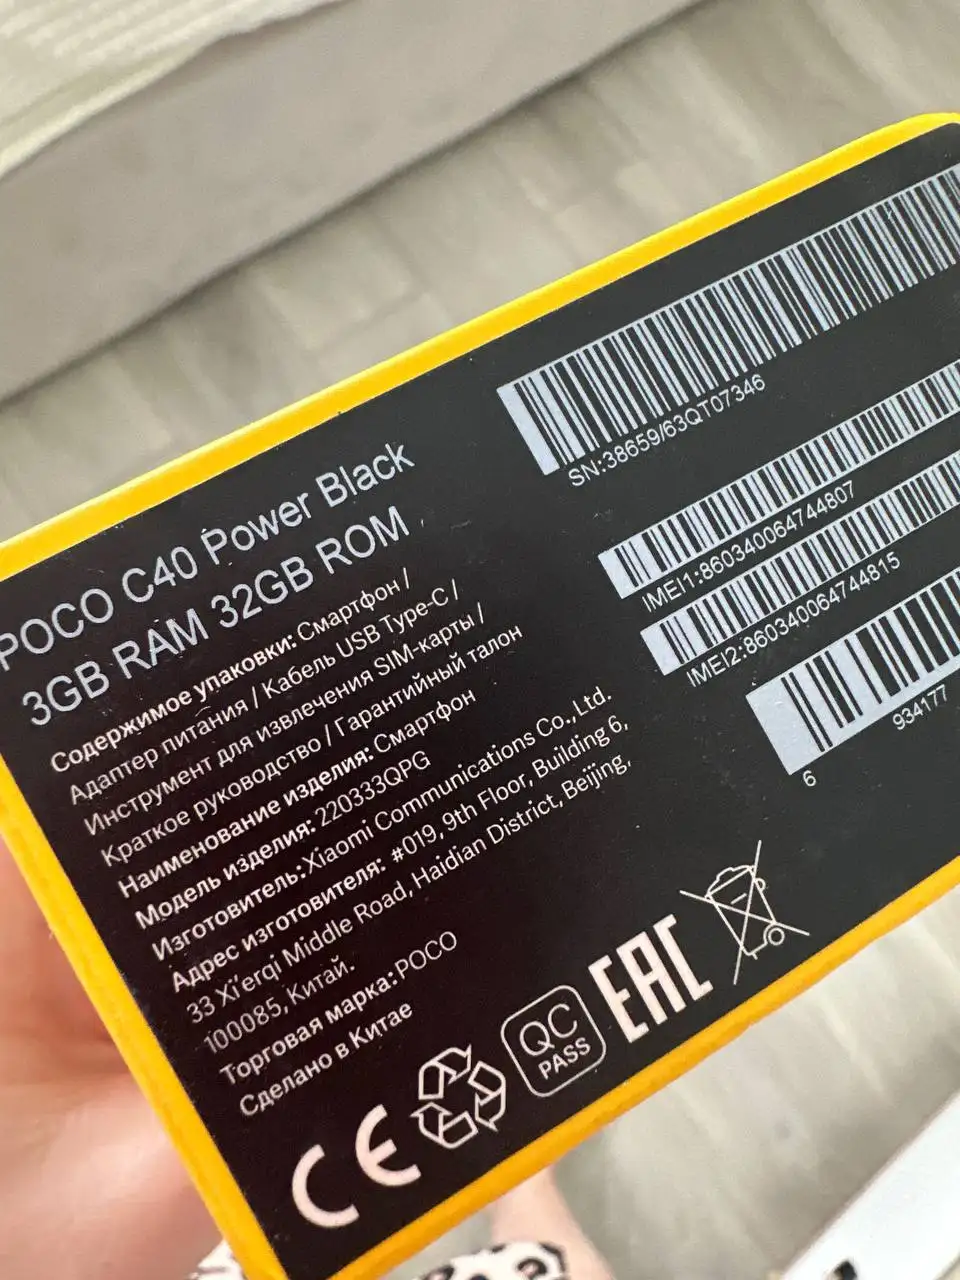 POCO C40 Power Black
3GB RAM 32GB ROM
Содержимое упаковки: Смартфон /
Адаптер питания / Кабель USB Type-C /
Инструмент для извлечения SIM-карты /
Краткое руководство / Гарантийный талон
Наименование изделия: Смартфон
Модель изделия: 220333QPG
Изготовитель: Xiaomi Communications Co., Ltd.
Адрес изготовителя: #019, 9th Floor, Building 6,
33 Xi'erqi Middle Road, Haidian District, Beijing,
100085, Китай.
Торговая марка: POCO
Сделано в Китае
SN:38659/63QT07346
IMEI1:860340064744807
IMEI2:860340064744815
6 934177
CE
QC
PASS
EAC